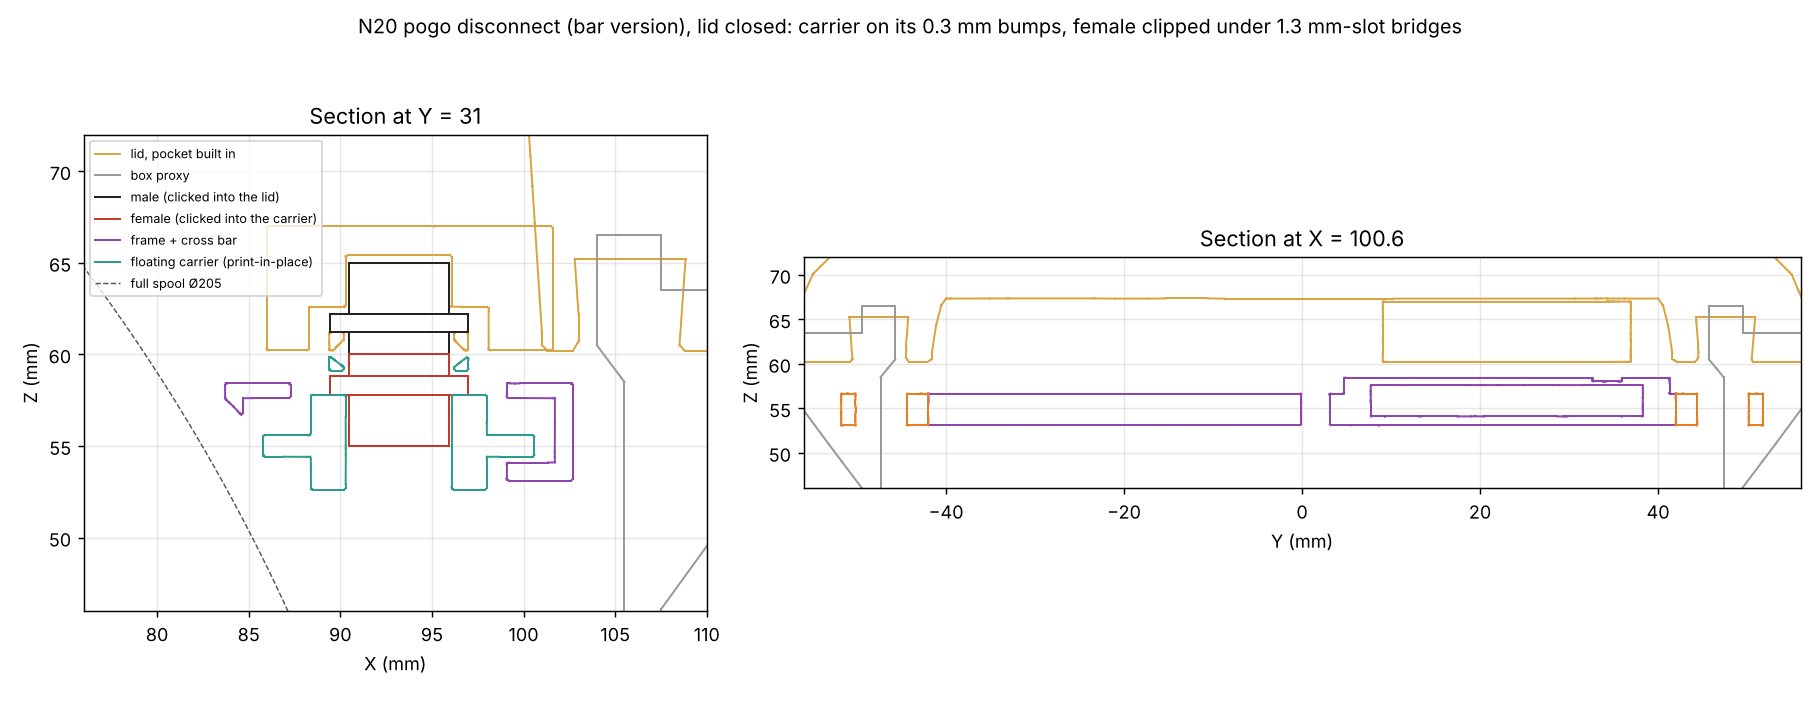 N20 pogo disconnect (bar version), lid closed: carrier on its 0.3 mm bumps, female clipped under 1.3 mm-slot bridges
Section at Y = 31
lid, pocket built in
box proxy
male (clicked into the lid)
female (clicked into the carrier)
frame + cross bar
floating carrier (print-in-place)
full spool Ø205
70
65
60
55
50
Z (mm)
80 85 90 95 100 105 110
X (mm)
Section at X = 100.6
70
65
60
55
50
Z (mm)
−40 −20 0 20 40
Y (mm)